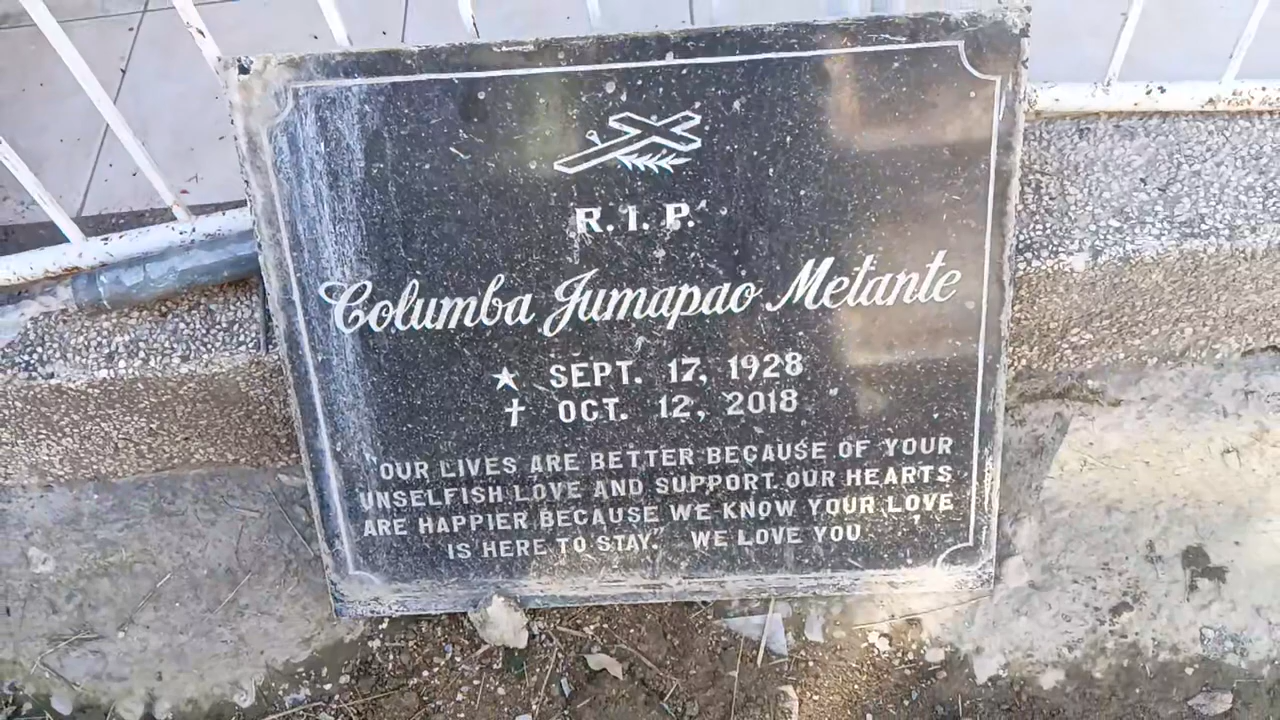 R. I. P.
Columba Jumapao Metante
★ SEPT. 17, 1928
✝ OCT. 12, 2018
OUR LIVES ARE BETTER BECAUSE OF YOUR
UNSELFISH LOVE AND SUPPORT. OUR HEARTS
ARE HAPPIER BECAUSE WE KNOW YOUR LOVE
IS HERE TO STAY. WE LOVE YOU